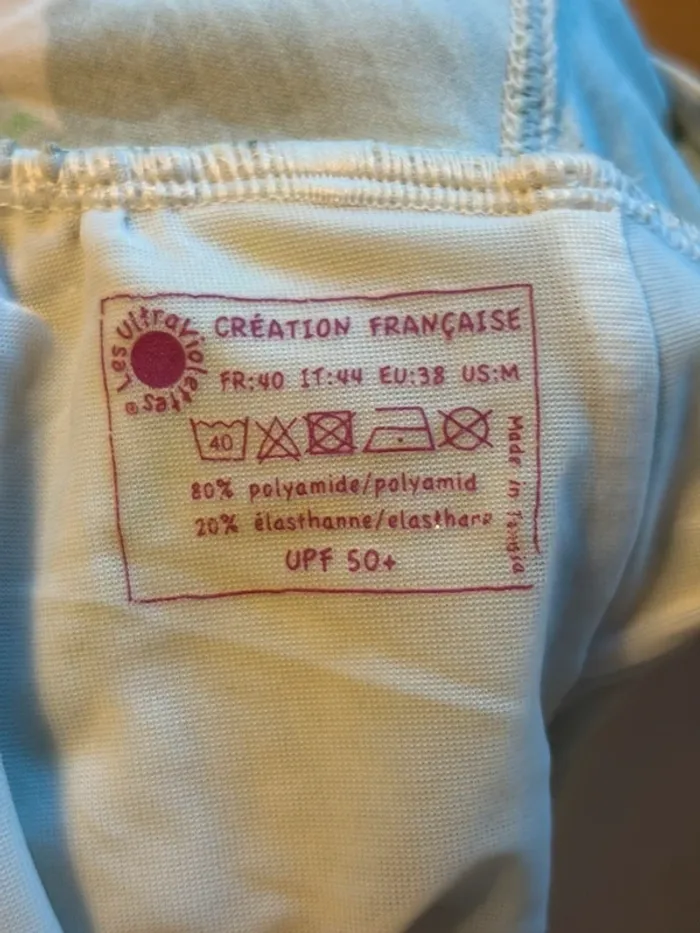 Les UltraViolettes®
CRÉATION FRANÇAISE
FR:40 IT:44 EU:38 US:M
40
80% polyamide/polyamid
20% élasthanne/elasthane
UPF 50+
Made in Tunisia